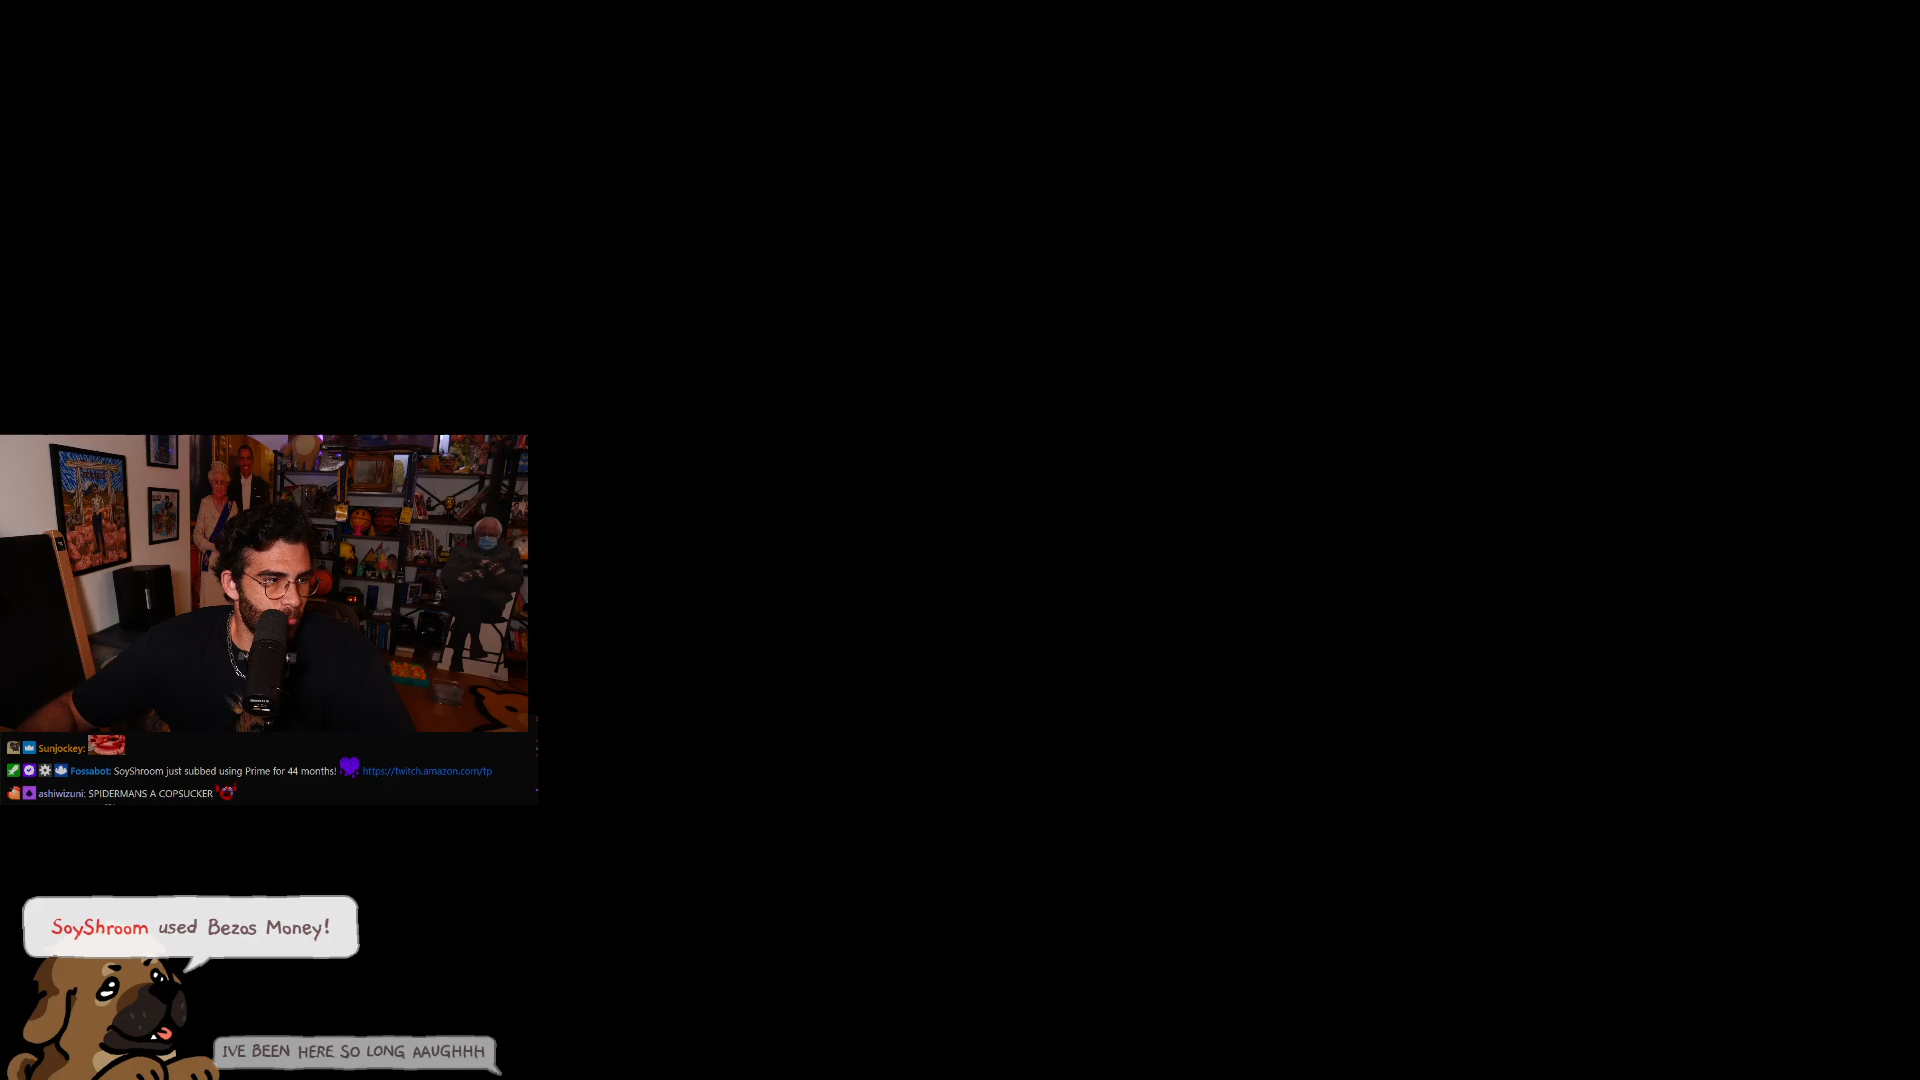 Sunjockey:
Fossabot: SoyShroom just subbed using Prime for 44 months! https://twitch.amazon.com/tp
ashiwizuni: SPIDERMANS A COPSUCKER
SoyShroom used Bezos Money!
IVE BEEN HERE SO LONG AAUGHHH